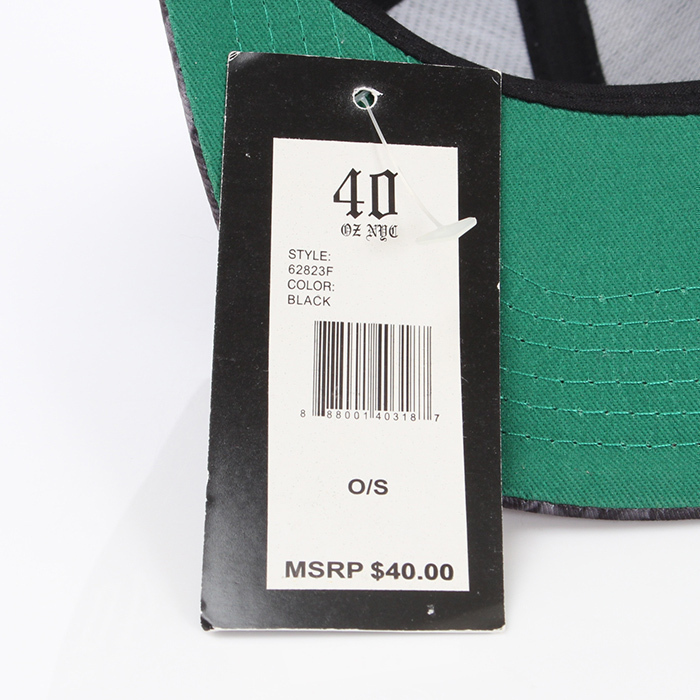 40
OZ NYC
STYLE:
62823F
COLOR:
BLACK
8 88001 40318 7
O/S
MSRP $40.00